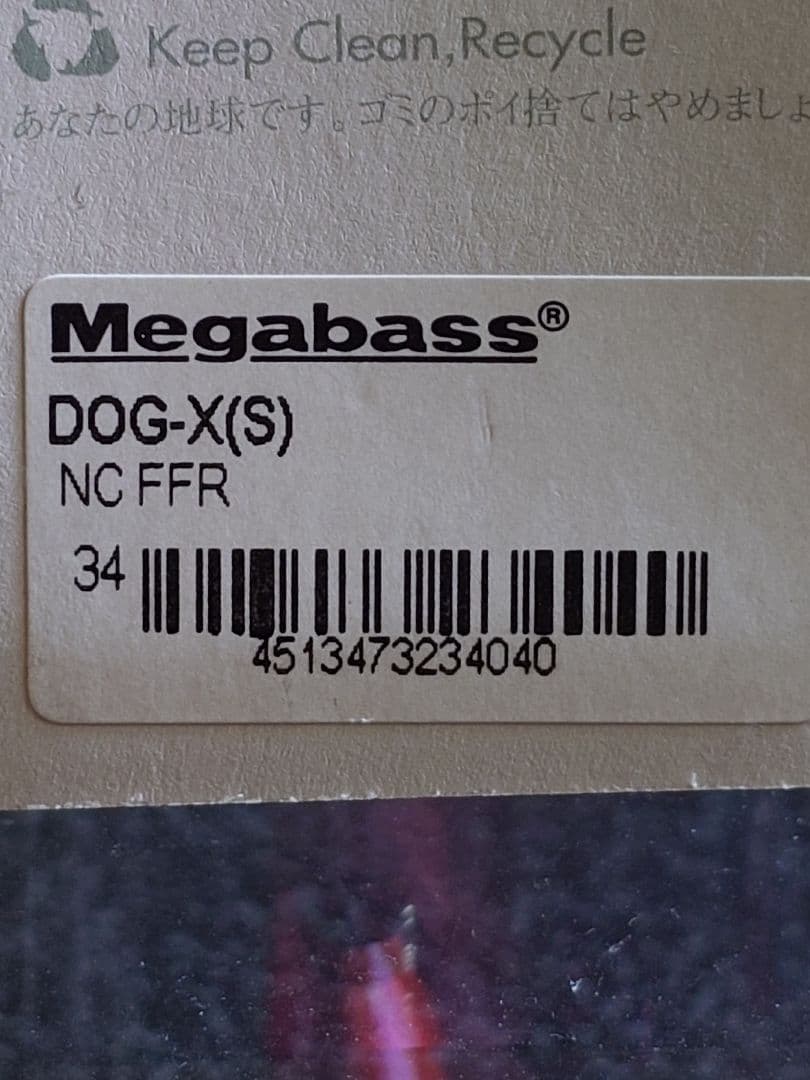 Keep Clean,Recycle
あなたの地球です。ゴミのポイ捨てはやめましょ
Megabass®
DOG-X(S)
NC FFR
34
4513473234040